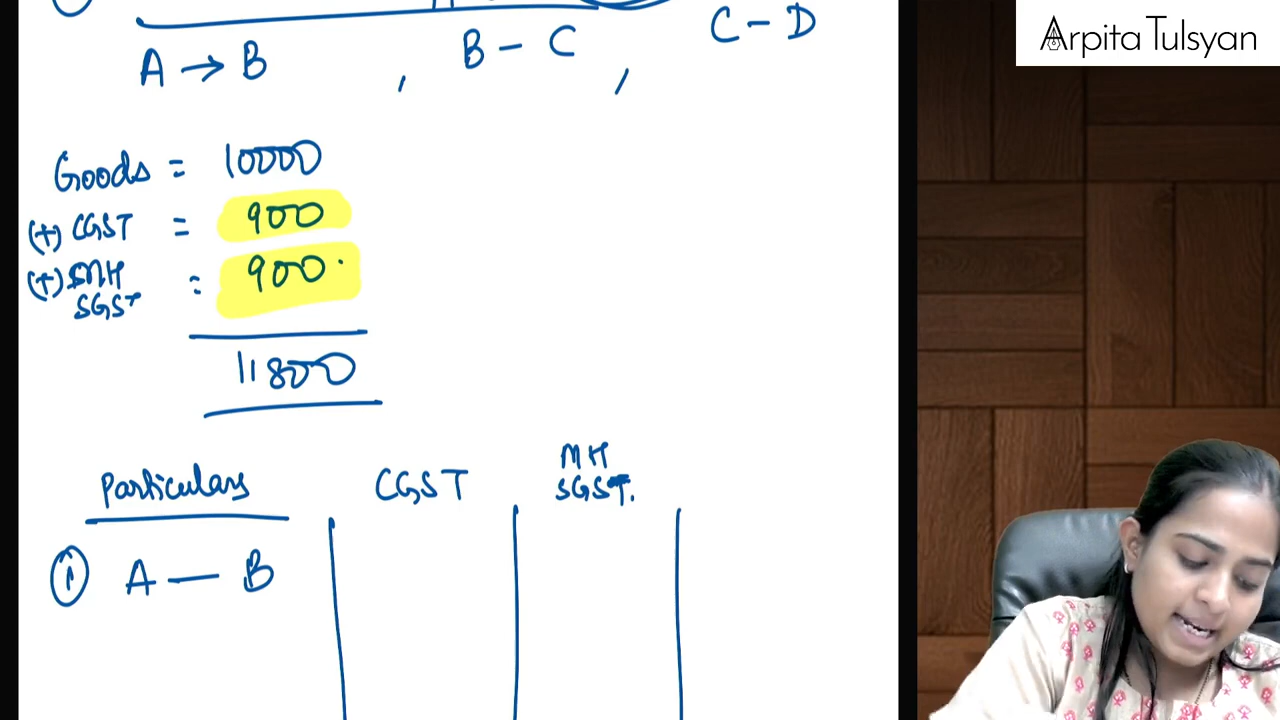 Arpita Tulsyan
A → B , B - C , C - D
Goods = 10000
(+) CGST = 900
(+) MH SGST = 900
11800
Particulars CGST MH SGST.
① A — B